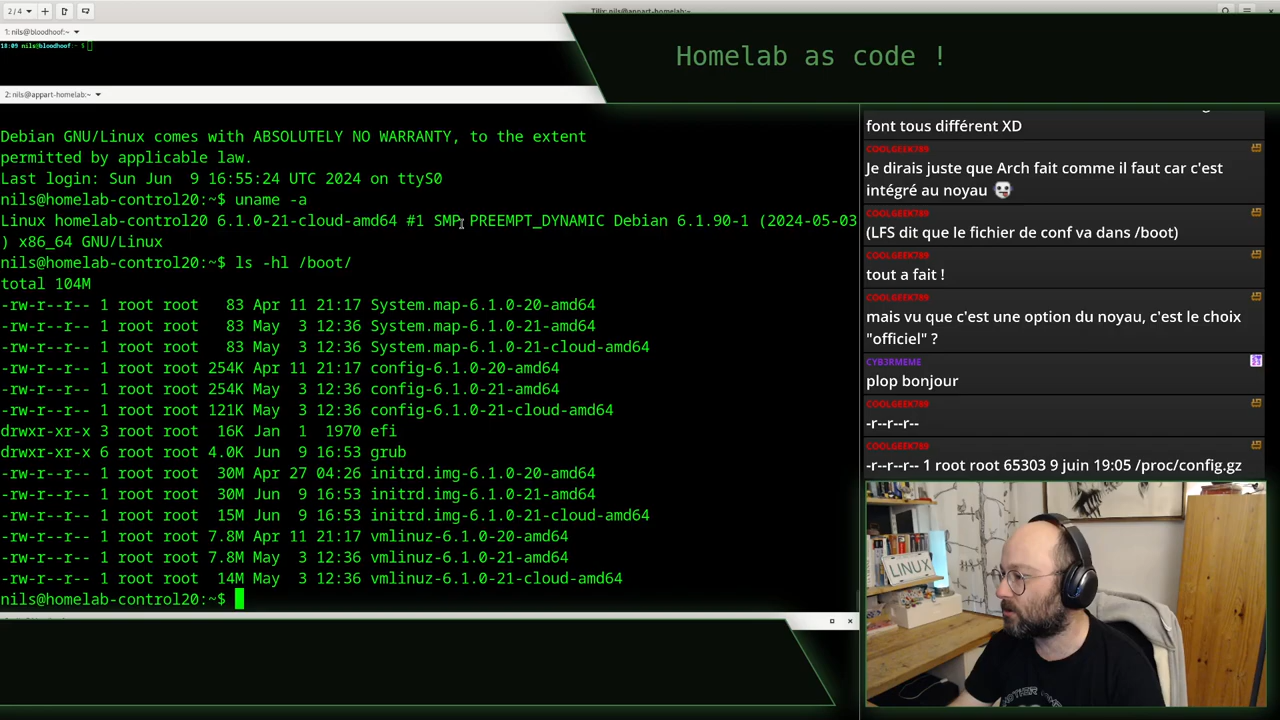 2 / 4
Tilix: nils@appart-homelab:~
1: nils@bloodhoof:~
18:09 nils@bloodhoof:~ $
Homelab as code !
2: nils@appart-homelab:~
Debian GNU/Linux comes with ABSOLUTELY NO WARRANTY, to the extent
permitted by applicable law.
Last login: Sun Jun  9 16:55:24 UTC 2024 on ttyS0
nils@homelab-control20:~$ uname -a
Linux homelab-control20 6.1.0-21-cloud-amd64 #1 SMP PREEMPT_DYNAMIC Debian 6.1.90-1 (2024-05-03
) x86_64 GNU/Linux
nils@homelab-control20:~$ ls -hl /boot/
total 104M
-rw-r--r-- 1 root root   83 Apr 11 21:17 System.map-6.1.0-20-amd64
-rw-r--r-- 1 root root   83 May  3 12:36 System.map-6.1.0-21-amd64
-rw-r--r-- 1 root root   83 May  3 12:36 System.map-6.1.0-21-cloud-amd64
-rw-r--r-- 1 root root 254K Apr 11 21:17 config-6.1.0-20-amd64
-rw-r--r-- 1 root root 254K May  3 12:36 config-6.1.0-21-amd64
-rw-r--r-- 1 root root 121K May  3 12:36 config-6.1.0-21-cloud-amd64
drwxr-xr-x 3 root root  16K Jan  1  1970 efi
drwxr-xr-x 6 root root 4.0K Jun  9 16:53 grub
-rw-r--r-- 1 root root  30M Apr 27 04:26 initrd.img-6.1.0-20-amd64
-rw-r--r-- 1 root root  30M Jun  9 16:53 initrd.img-6.1.0-21-amd64
-rw-r--r-- 1 root root  15M Jun  9 16:53 initrd.img-6.1.0-21-cloud-amd64
-rw-r--r-- 1 root root 7.8M Apr 11 21:17 vmlinuz-6.1.0-20-amd64
-rw-r--r-- 1 root root 7.8M May  3 12:36 vmlinuz-6.1.0-21-amd64
-rw-r--r-- 1 root root  14M May  3 12:36 vmlinuz-6.1.0-21-cloud-amd64
nils@homelab-control20:~$
font tous différent XD
COOLGEEK789
Je dirais juste que Arch fait comme il faut car c'est
intégré au noyau
COOLGEEK789
(LFS dit que le fichier de conf va dans /boot)
COOLGEEK789
tout a fait !
COOLGEEK789
mais vu que c'est une option du noyau, c'est le choix
"officiel" ?
CYB3RMEME
plop bonjour
COOLGEEK789
-r--r--r--
COOLGEEK789
-r--r--r-- 1 root root 65303 9 juin 19:05 /proc/config.gz
LINUX